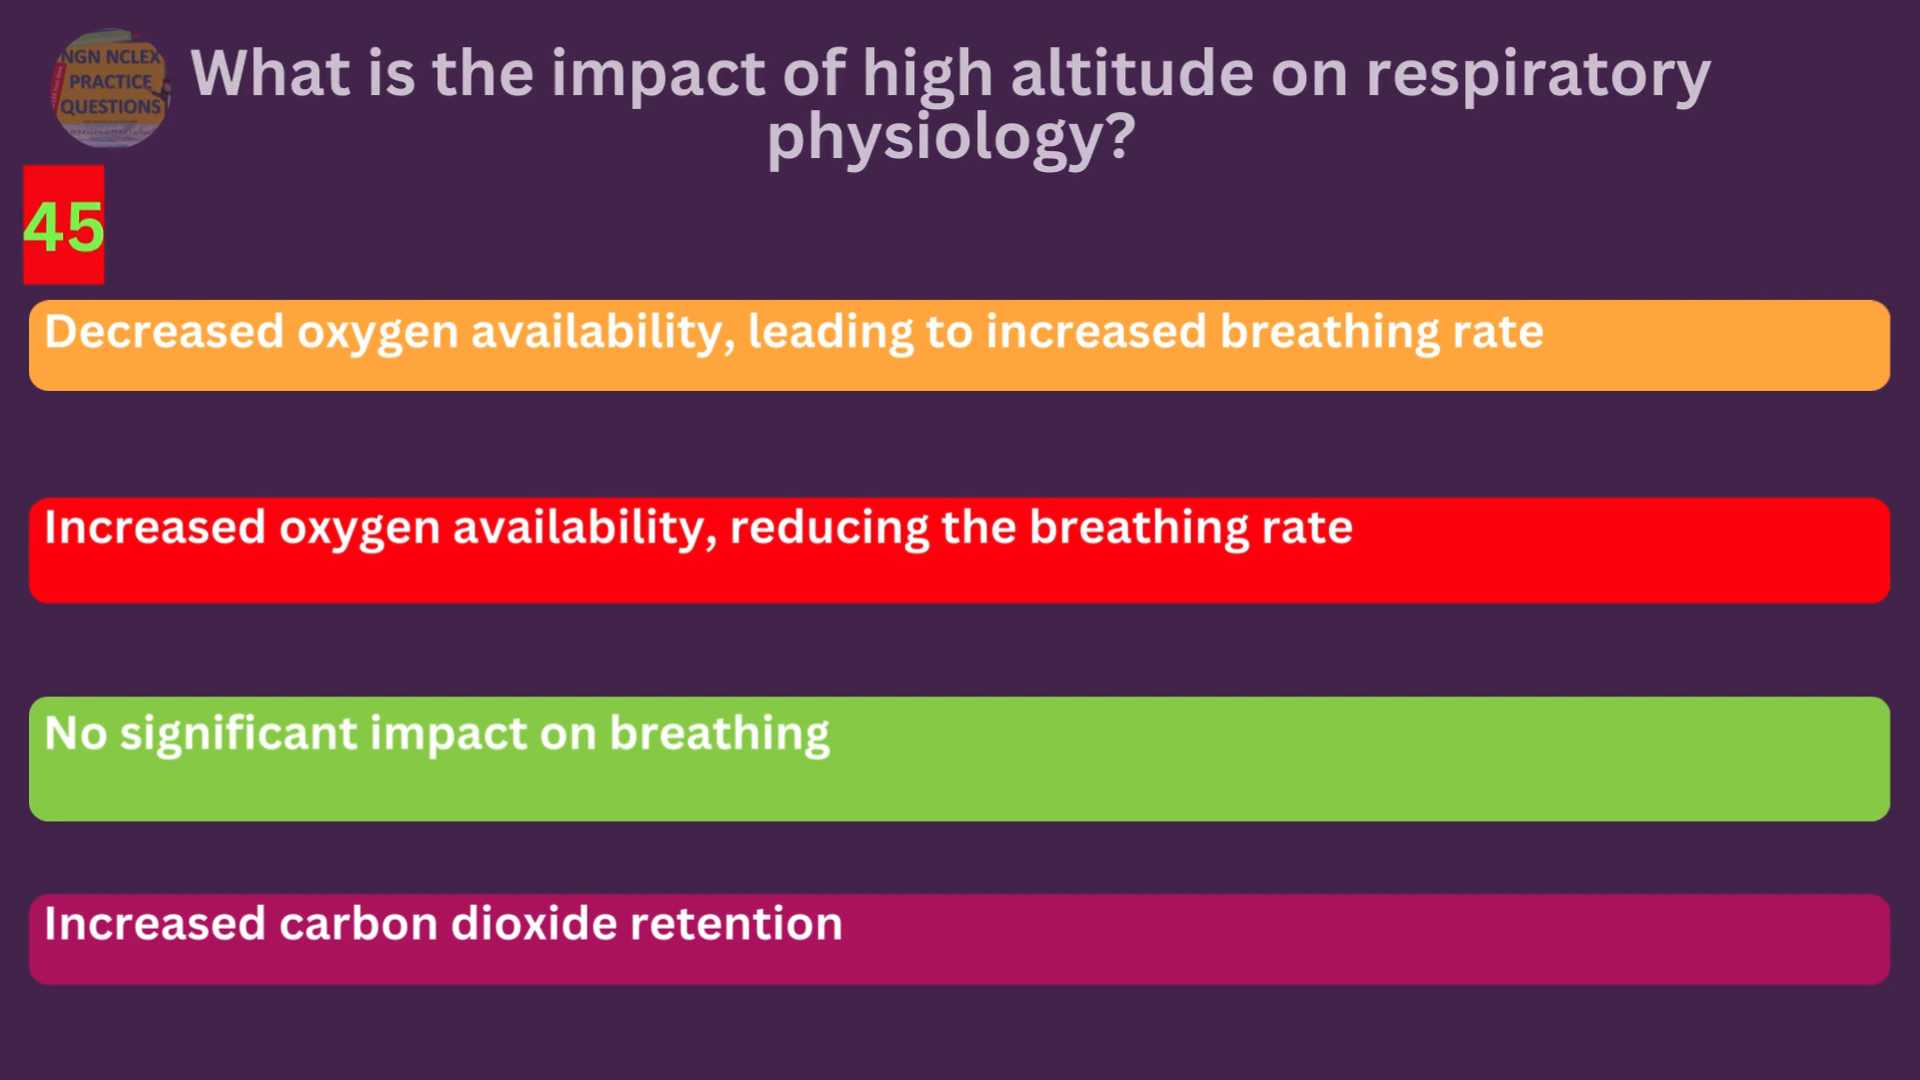 NGN NCLEX
PRACTICE
QUESTIONS
What is the impact of high altitude on respiratory
physiology?
45
Decreased oxygen availability, leading to increased breathing rate
Increased oxygen availability, reducing the breathing rate
No significant impact on breathing
Increased carbon dioxide retention